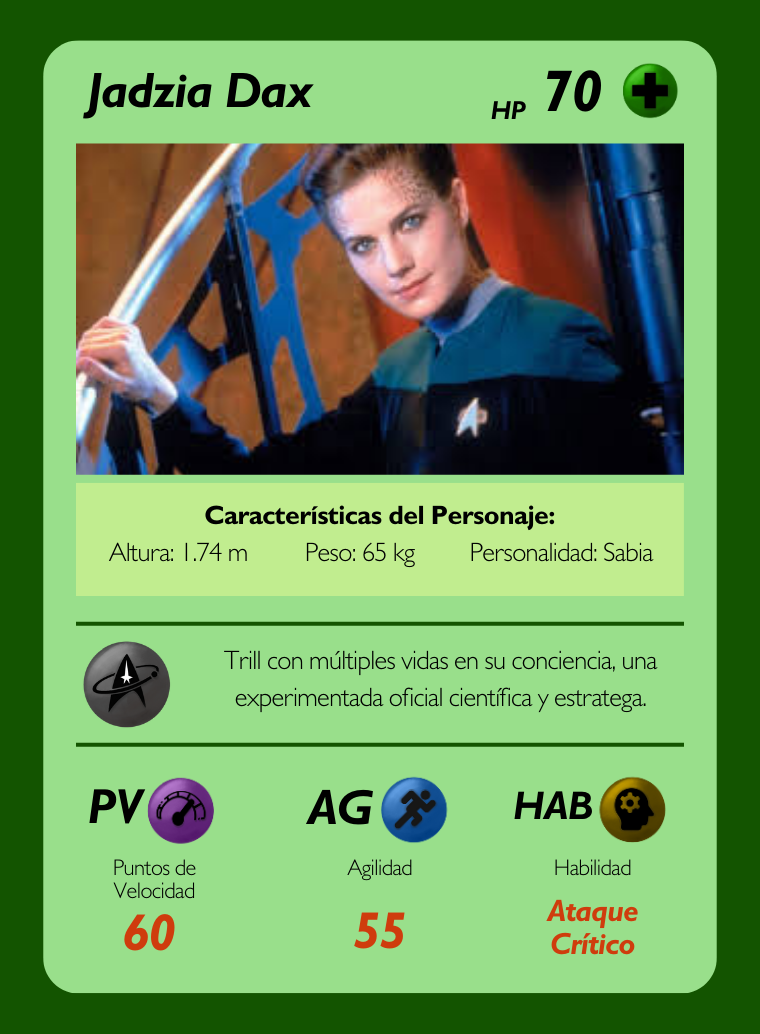 Jadzia Dax
HP 70
Características del Personaje:
Altura: 1.74 m Peso: 65 kg Personalidad: Sabia
Trill con múltiples vidas en su conciencia, una
experimentada oficial científica y estratega.
PV AG HAB
Puntos de Agilidad Habilidad
Velocidad
60 55 Ataque
Crítico